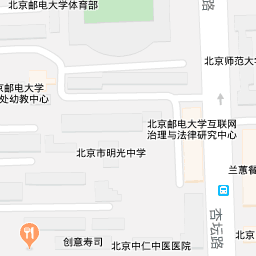 北京邮电大学体育部
路
北京师范大
京邮电大学
处幼教中心
北京邮电大学互联网
治理与法律研究中心
北京市明光中学
兰蕙餐
杏坛路
创意寿司
北京中仁中医医院